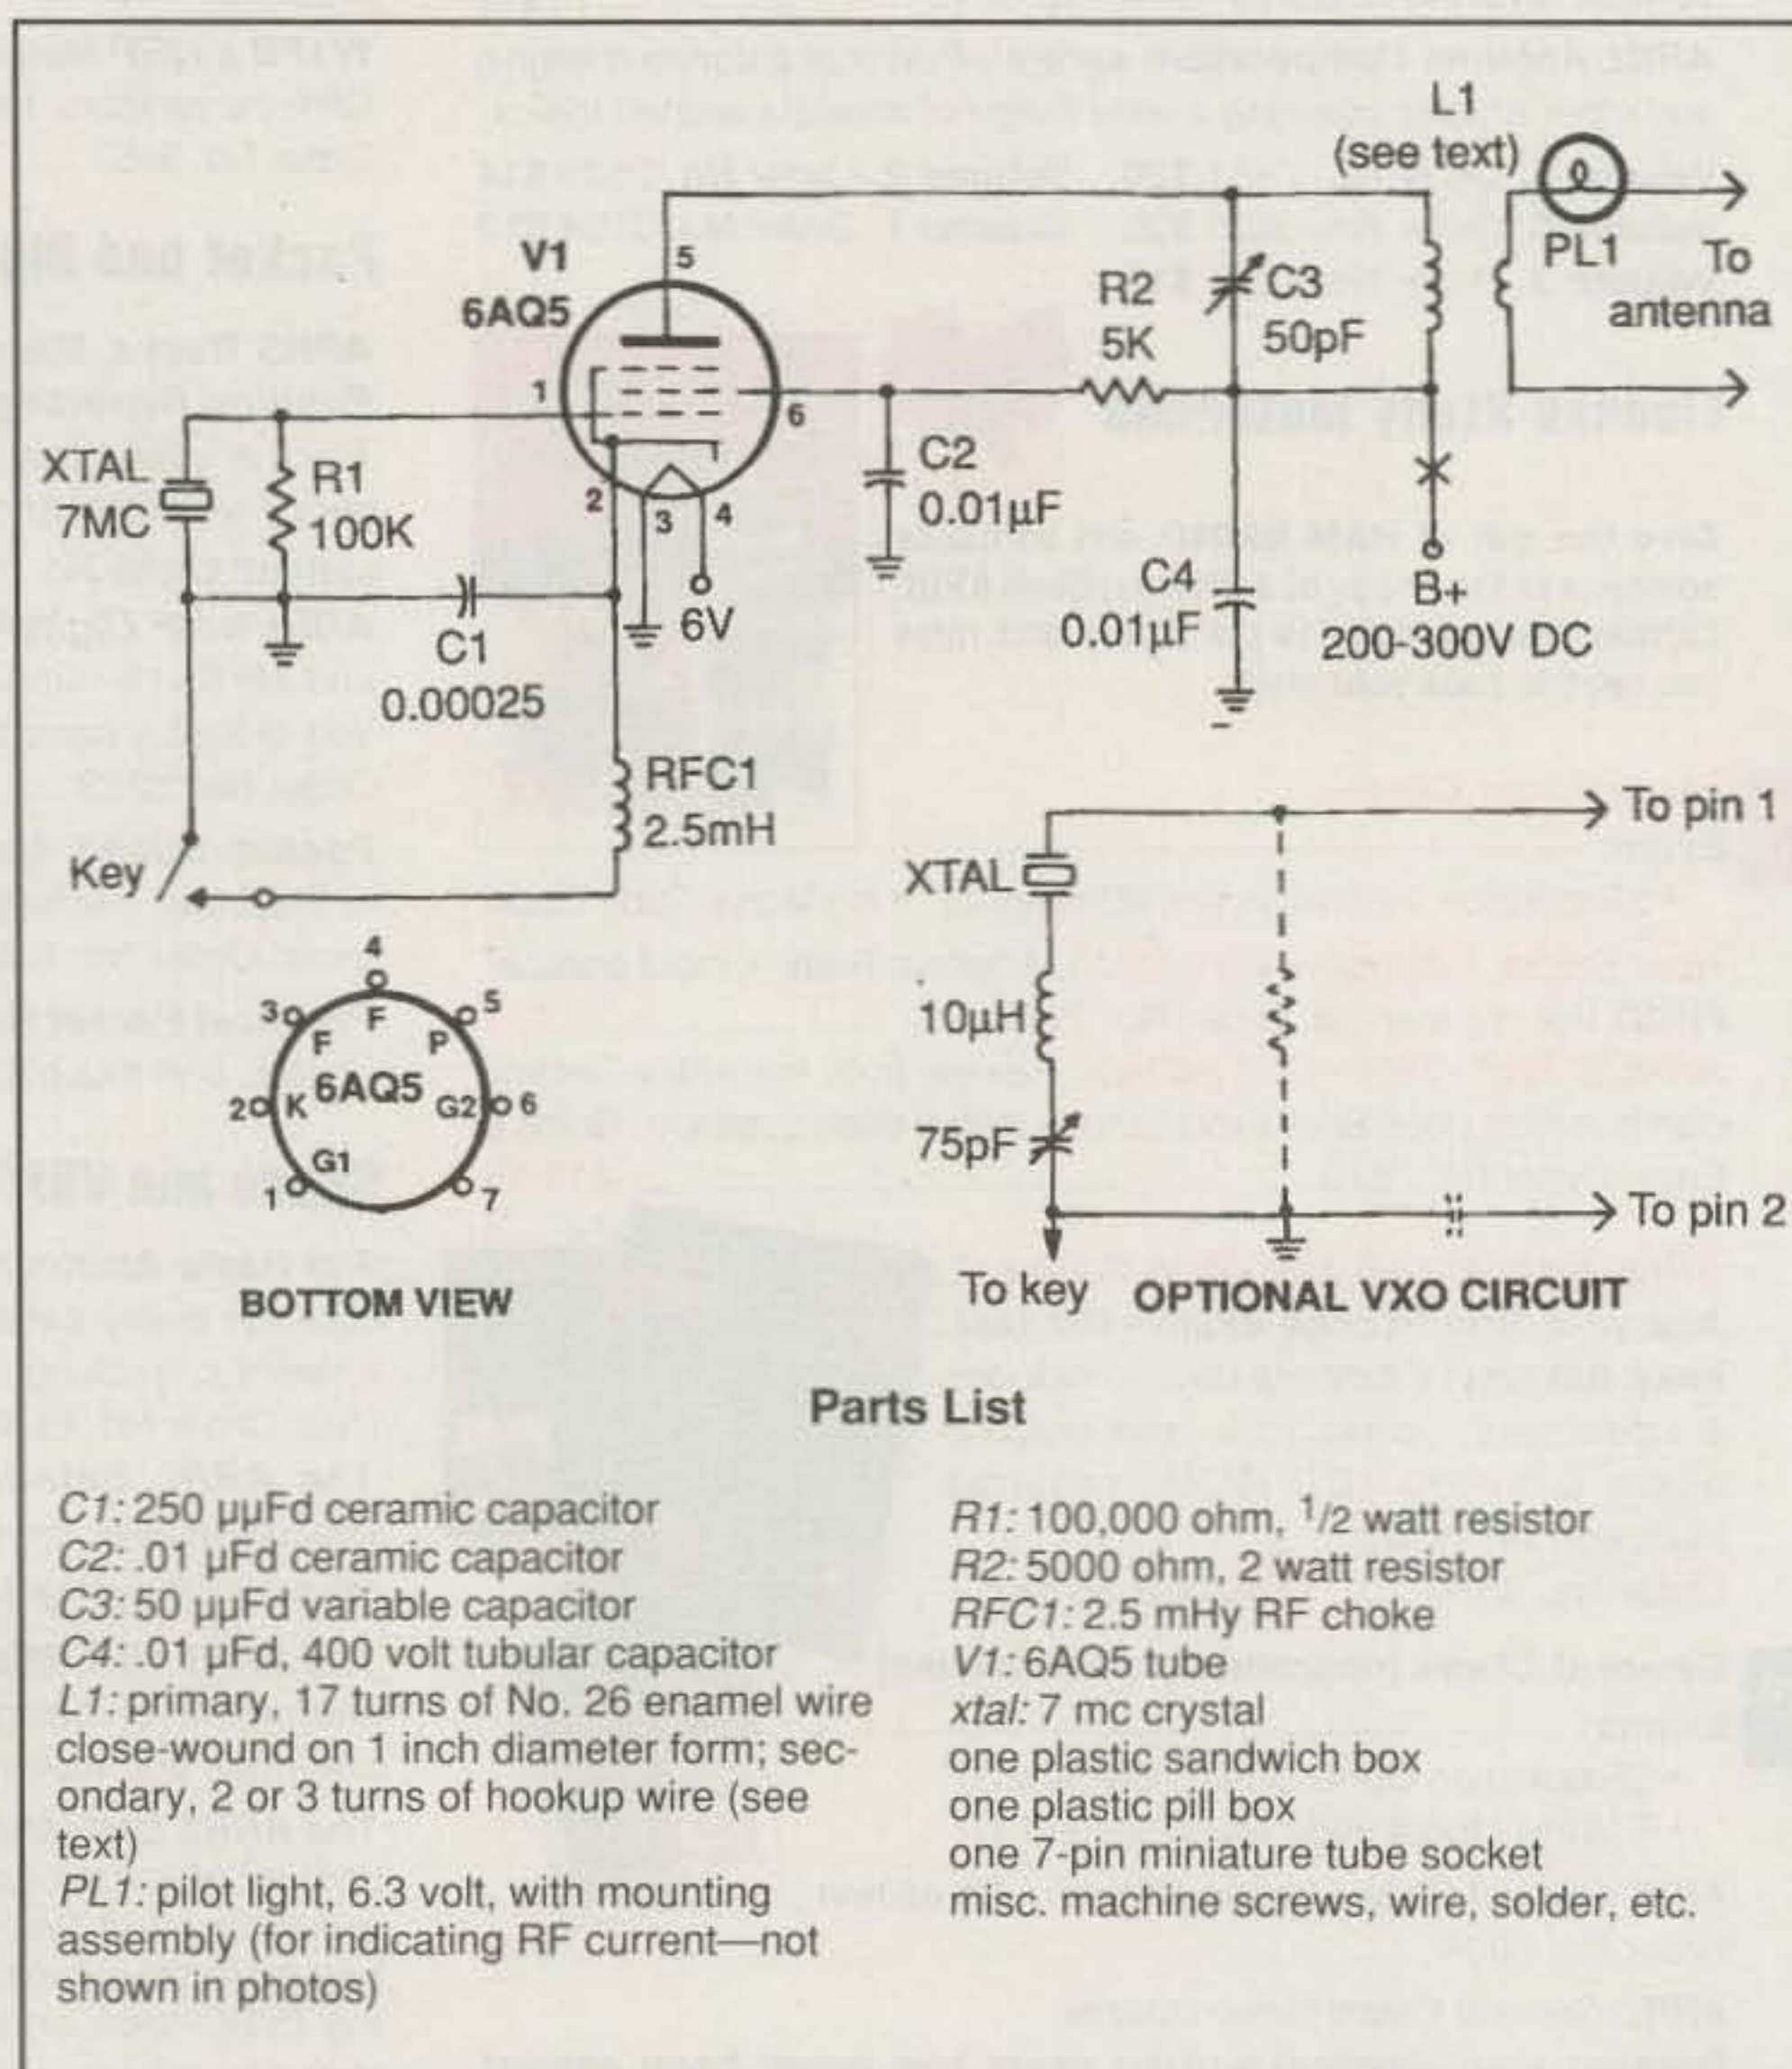 L1
(see text)
PL1
To
antenna
V1
6AQ5
5
1
6
2
3
4
6V
R2
5K
C3
50pF
XTAL
7MC
R1
100K
C2
0.01µF
C1
0.00025
C4
0.01µF
B+
200-300V DC
RFC1
2.5mH
Key
To pin 1
XTAL
10µH
75pF
To pin 2
To key
OPTIONAL VXO CIRCUIT
4
3
5
F
F
P
6AQ5
2
K
G2
6
G1
1
7
BOTTOM VIEW
Parts List
C1: 250 µµFd ceramic capacitor
C2: .01 µFd ceramic capacitor
C3: 50 µµFd variable capacitor
C4: .01 µFd, 400 volt tubular capacitor
L1: primary, 17 turns of No. 26 enamel wire
close-wound on 1 inch diameter form; sec-
ondary, 2 or 3 turns of hookup wire (see
text)
PL1: pilot light, 6.3 volt, with mounting
assembly (for indicating RF current—not
shown in photos)
R1: 100,000 ohm, 1/2 watt resistor
R2: 5000 ohm, 2 watt resistor
RFC1: 2.5 mHy RF choke
V1: 6AQ5 tube
xtal: 7 mc crystal
one plastic sandwich box
one plastic pill box
one 7-pin miniature tube socket
misc. machine screws, wire, solder, etc.